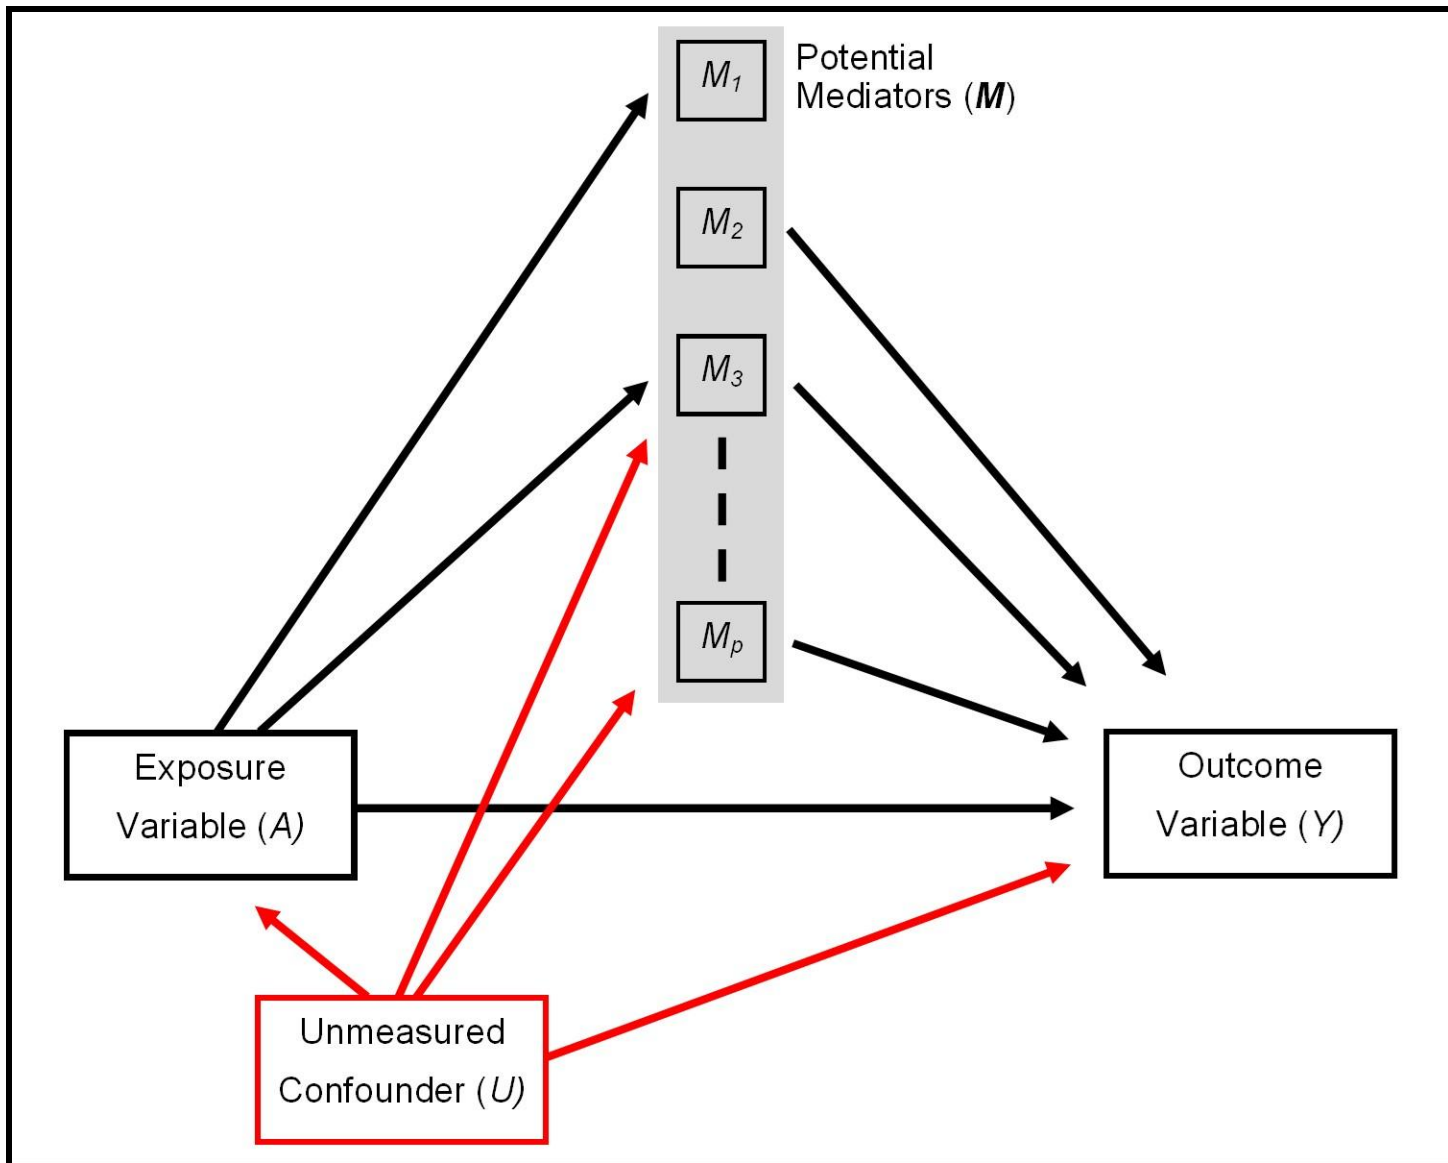 M1
Potential
Mediators (M)
M2
M3
Mp
Exposure
Variable (A)
Outcome
Variable (Y)
Unmeasured
Confounder (U)